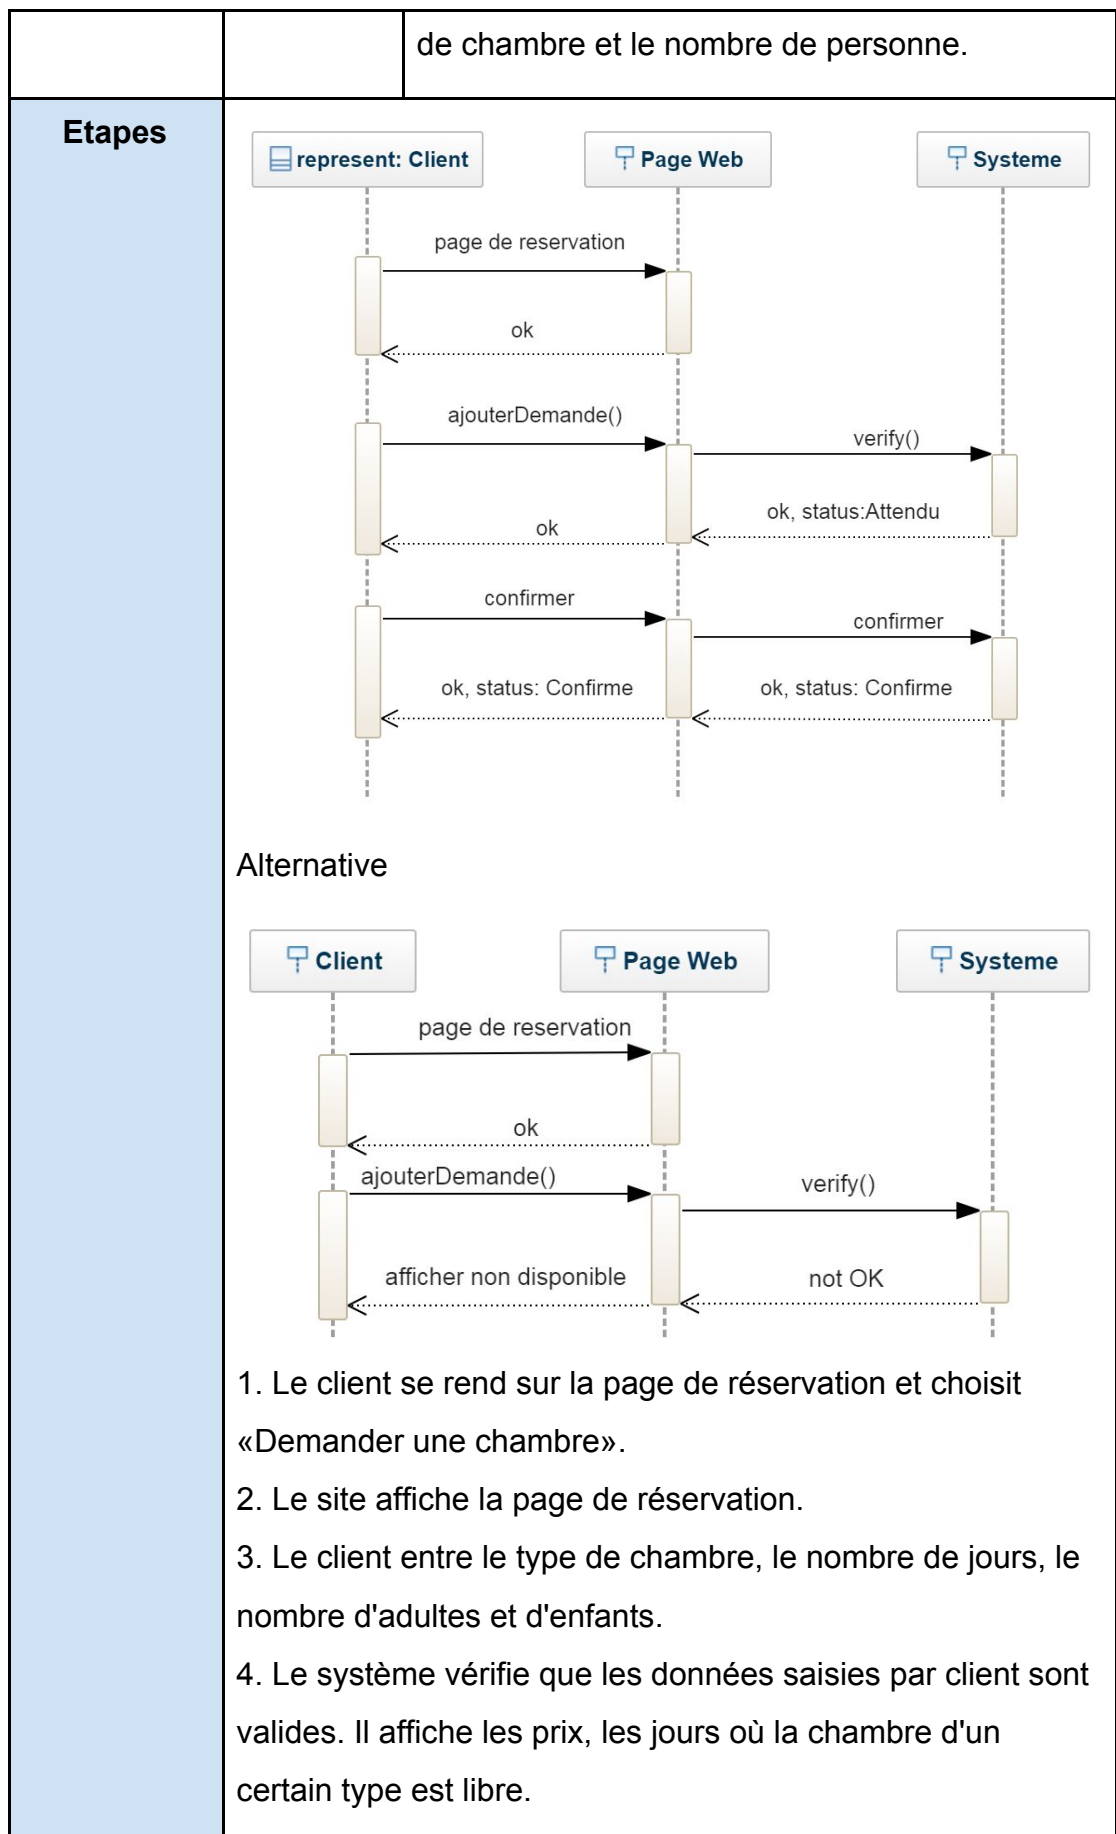 de chambre et le nombre de personne.
Etapes
represent: Client
Page Web
Systeme
page de reservation
ok
ajouterDemande()
verify()
ok, status:Attendu
ok
confirmer
confirmer
ok, status: Confirme
ok, status: Confirme
Alternative
Client
Page Web
Systeme
page de reservation
ok
ajouterDemande()
verify()
afficher non disponible
not OK
1. Le client se rend sur la page de réservation et choisit
«Demander une chambre».
2. Le site affiche la page de réservation.
3. Le client entre le type de chambre, le nombre de jours, le
nombre d'adultes et d'enfants.
4. Le système vérifie que les données saisies par client sont
valides. Il affiche les prix, les jours où la chambre d'un
certain type est libre.